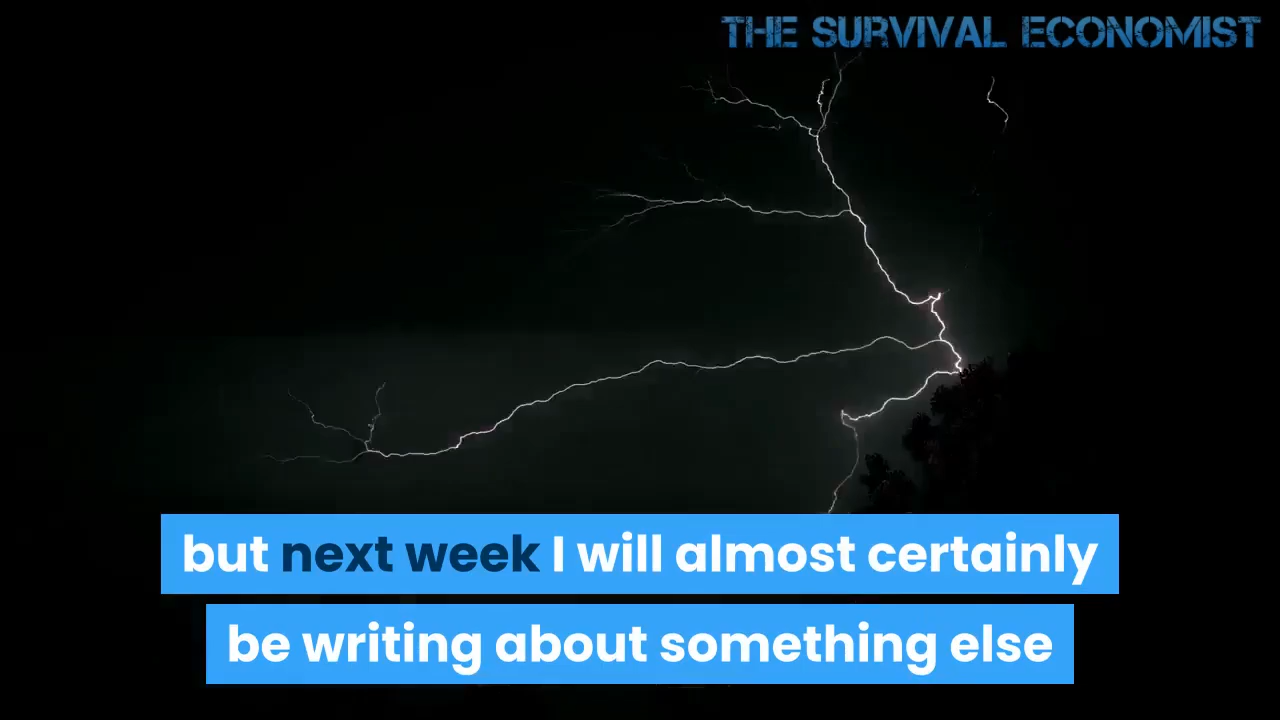 THE SURVIVAL ECONOMIST
but next week I will almost certainly
be writing about something else